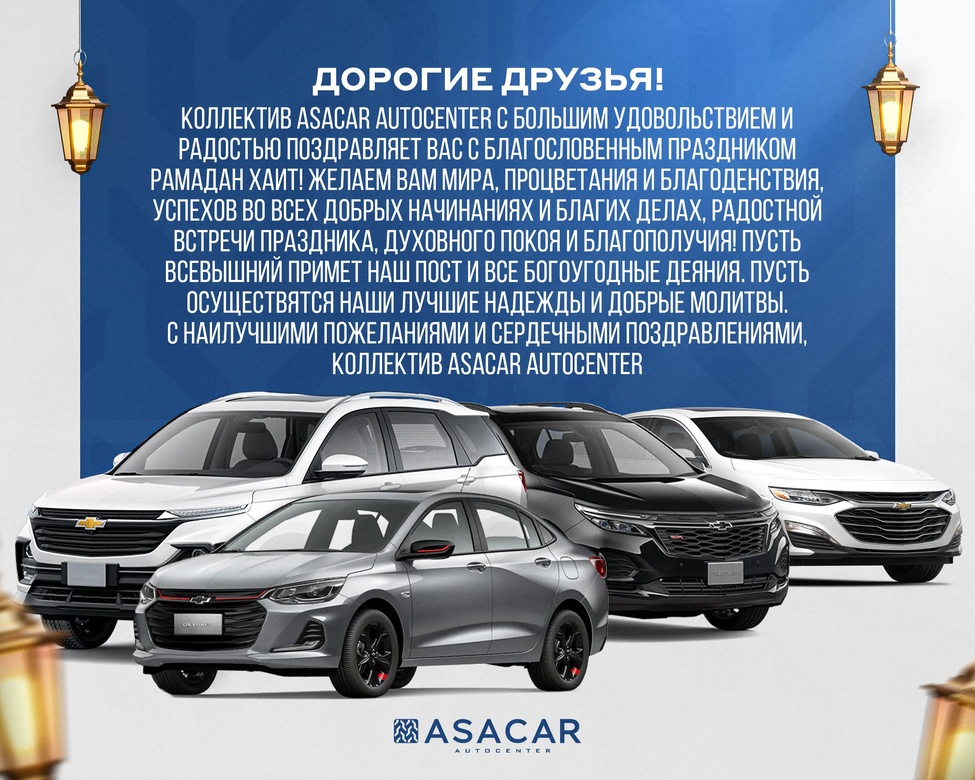 ДОРОГИЕ ДРУЗЬЯ!
КОЛЛЕКТИВ ASACAR AUTOCENTER С БОЛЬШИМ УДОВОЛЬСТВИЕМ И
РАДОСТЬЮ ПОЗДРАВЛЯЕТ ВАС С БЛАГОСЛОВЕННЫМ ПРАЗДНИКОМ
РАМАДАН ХАИТ! ЖЕЛАЕМ ВАМ МИРА, ПРОЦВЕТАНИЯ И БЛАГОДЕНСТВИЯ,
УСПЕХОВ ВО ВСЕХ ДОБРЫХ НАЧИНАНИЯХ И БЛАГИХ ДЕЛАХ, РАДОСТНОЙ
ВСТРЕЧИ ПРАЗДНИКА, ДУХОВНОГО ПОКОЯ И БЛАГОПОЛУЧИЯ! ПУСТЬ
ВСЕВЫШНИЙ ПРИМЕТ НАШ ПОСТ И ВСЕ БОГОУГОДНЫЕ ДЕЯНИЯ. ПУСТЬ
ОСУЩЕСТВЯТСЯ НАШИ ЛУЧШИЕ НАДЕЖДЫ И ДОБРЫЕ МОЛИТВЫ.
С НАИЛУЧШИМИ ПОЖЕЛАНИЯМИ И СЕРДЕЧНЫМИ ПОЗДРАВЛЕНИЯМИ,
КОЛЛЕКТИВ ASACAR AUTOCENTER
ASACAR
AUTOCENTER